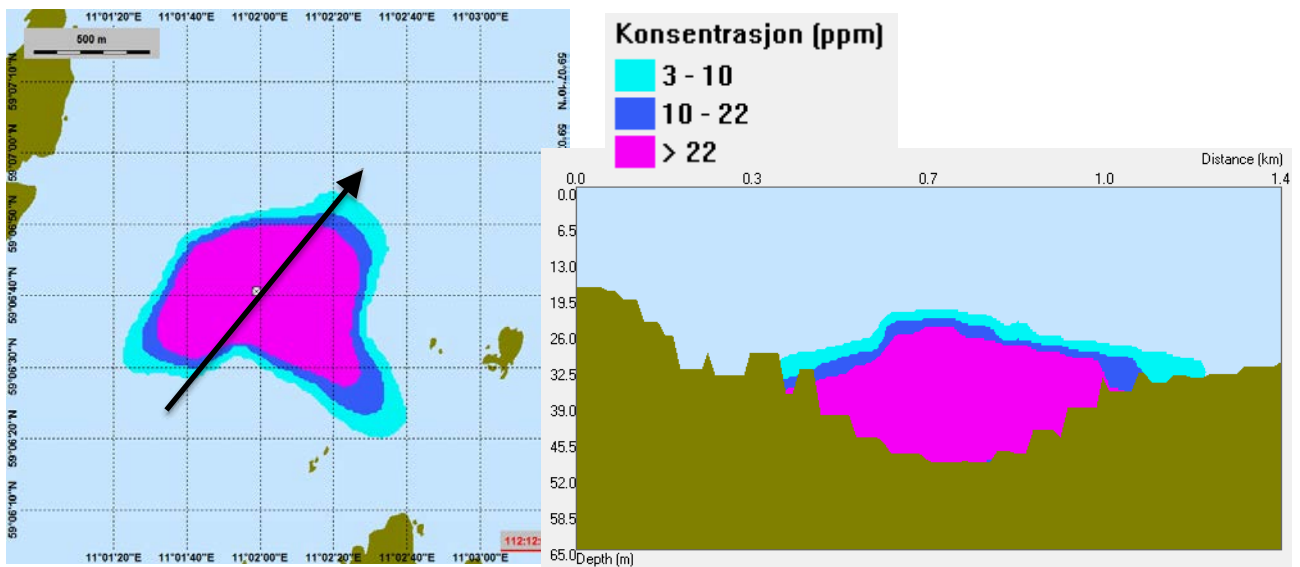 11°01'20"E 11°01'40"E 11°02'00"E 11°02'20"E 11°02'40"E 11°03'00"E
500 m
59°07'10"N
59°07'00"N
59°06'50"N
59°06'40"N
59°06'30"N
59°06'20"N
59°06'10"N
59°07'10"N
112:12:
11°01'20"E 11°01'40"E 11°02'00"E 11°02'20"E 11°02'40"E 11°03'00"E
Konsentrasjon (ppm)
3 - 10
10 - 22
> 22
Distance (km)
0.0 0.3 0.7 1.0 1.4
0.0
6.5
13.0
19.5
26.0
32.5
39.0
45.5
52.0
58.5
65.0
Depth (m)